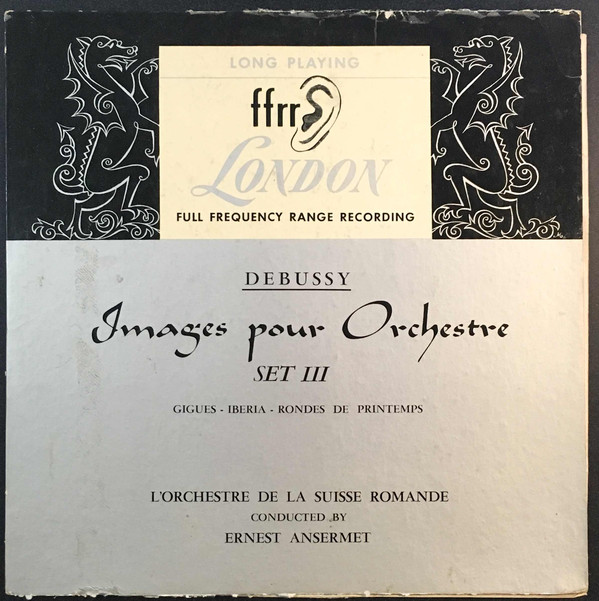 LONG PLAYING
ffrr
LONDON
FULL FREQUENCY RANGE RECORDING
DEBUSSY
Images pour Orchestre
SET III
GIGUES - IBERIA - RONDES DE PRINTEMPS
L'ORCHESTRE DE LA SUISSE ROMANDE
CONDUCTED BY
ERNEST ANSERMET